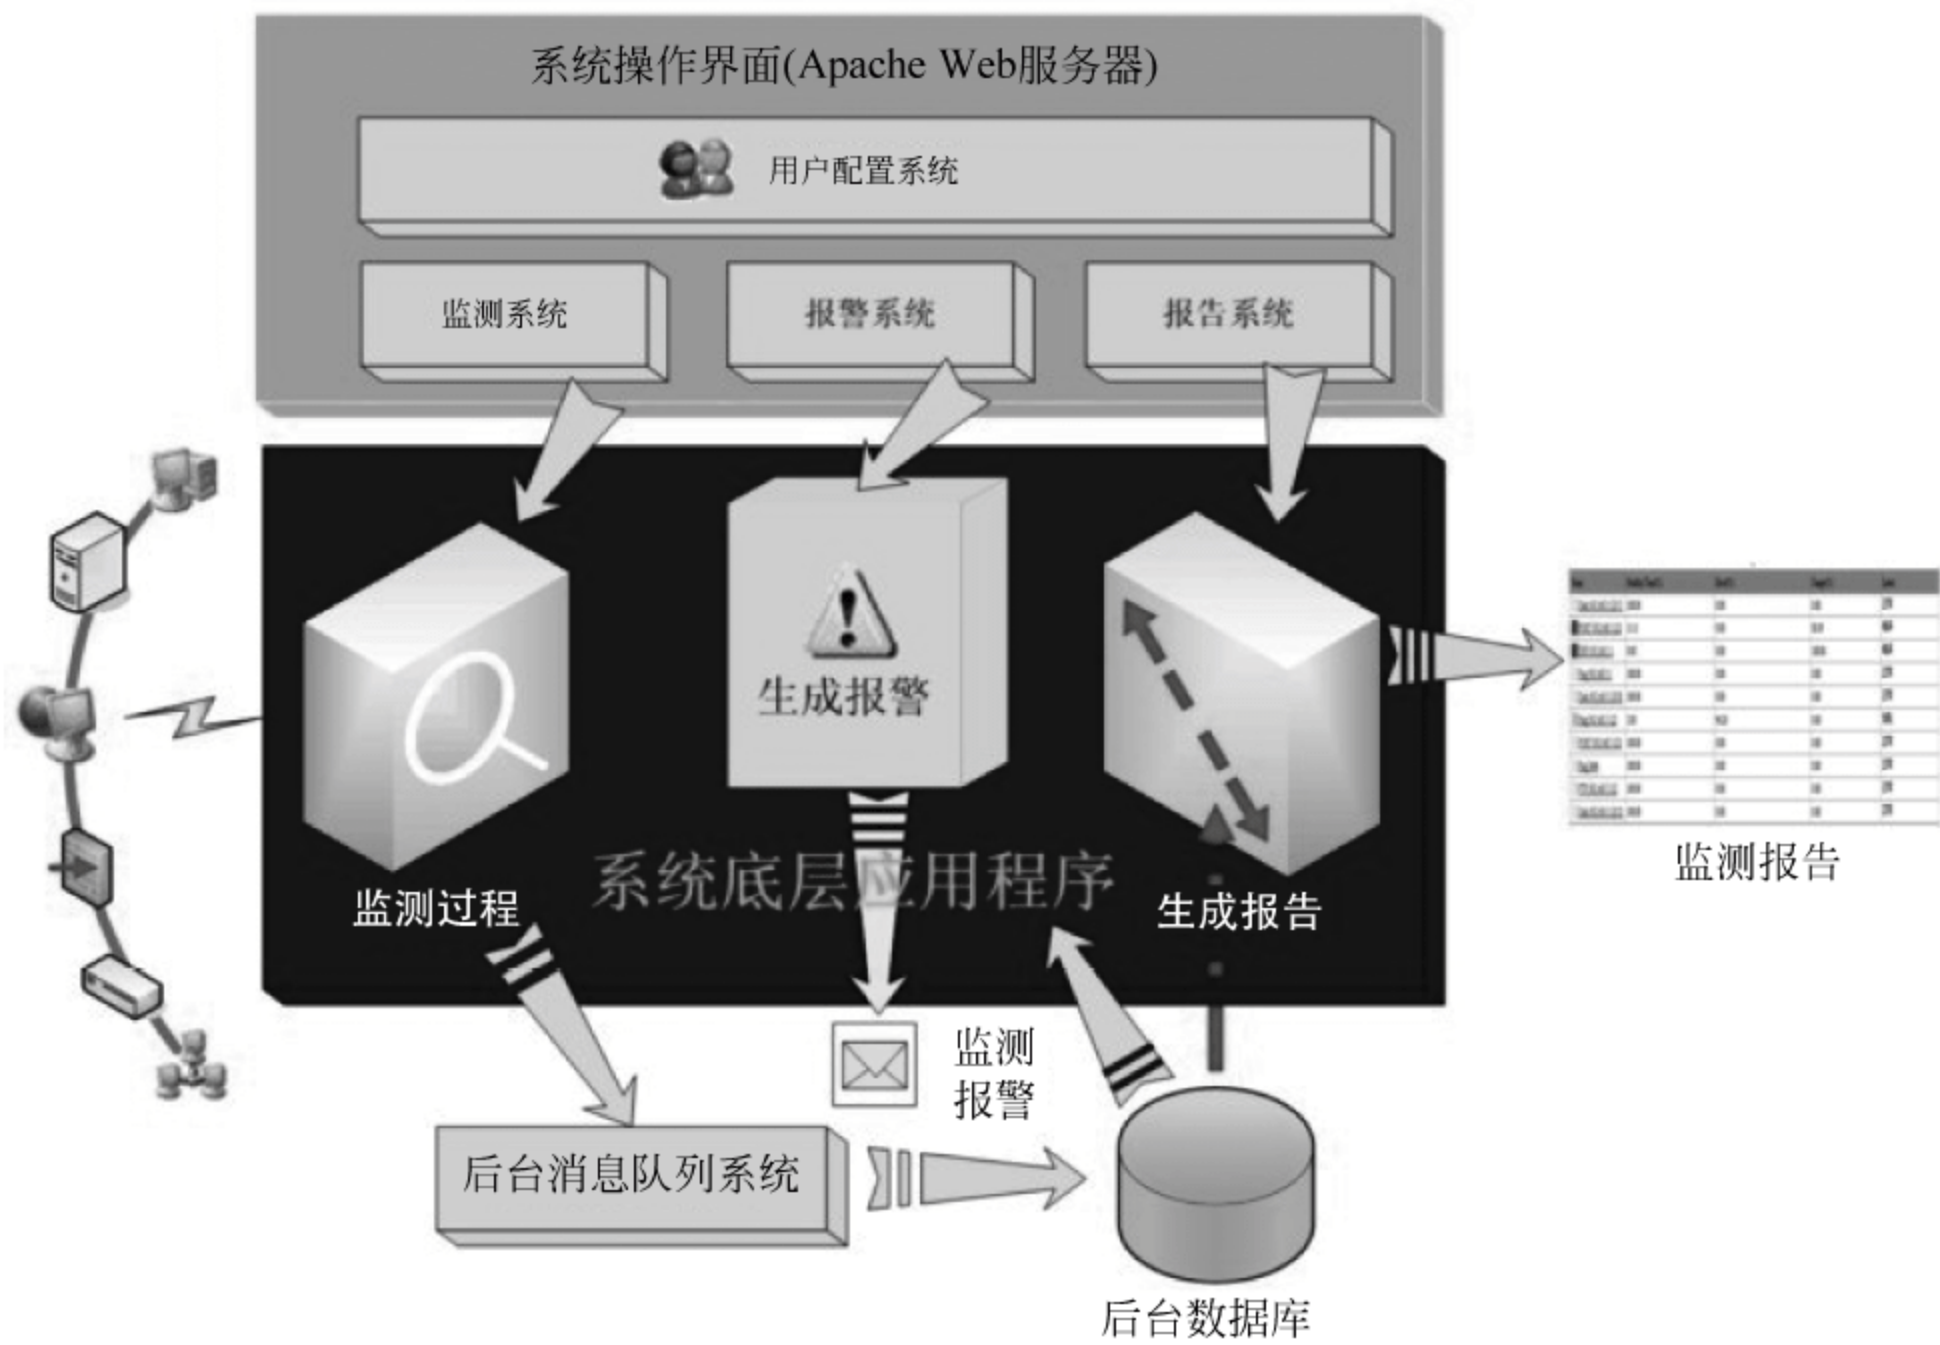 系统操作界面(Apache Web服务器)
用户配置系统
监测系统
报警系统
报告系统
生成报警
系统底层应用程序
监测过程
生成报告
监测报告
监测
报警
后台消息队列系统
后台数据库